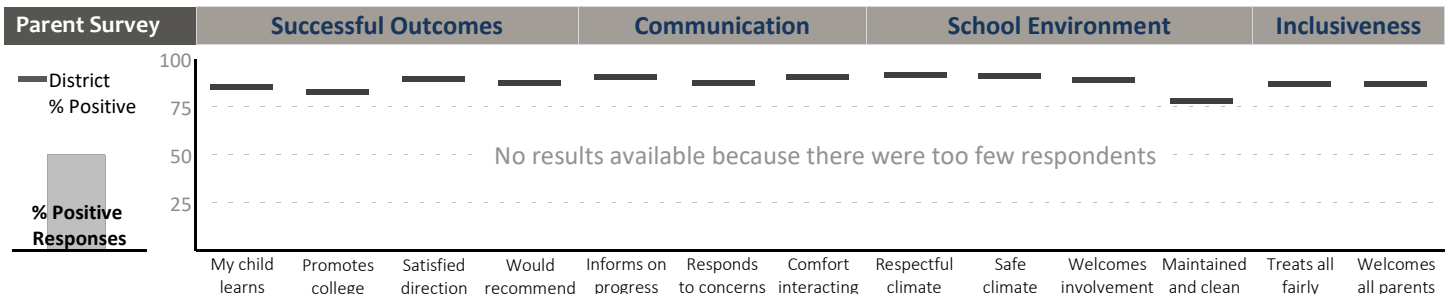 Parent Survey
Successful Outcomes
Communication
School Environment
Inclusiveness
District
% Positive
% Positive
Responses
100
75
50
25
No results available because there were too few respondents
My child
learns
Promotes
college
Satisfied
direction
Would
recommend
Informs on
progress
Responds
to concerns
Comfort
interacting
Respectful
climate
Safe
climate
Welcomes
involvement
Maintained
and clean
Treats all
fairly
Welcomes
all parents